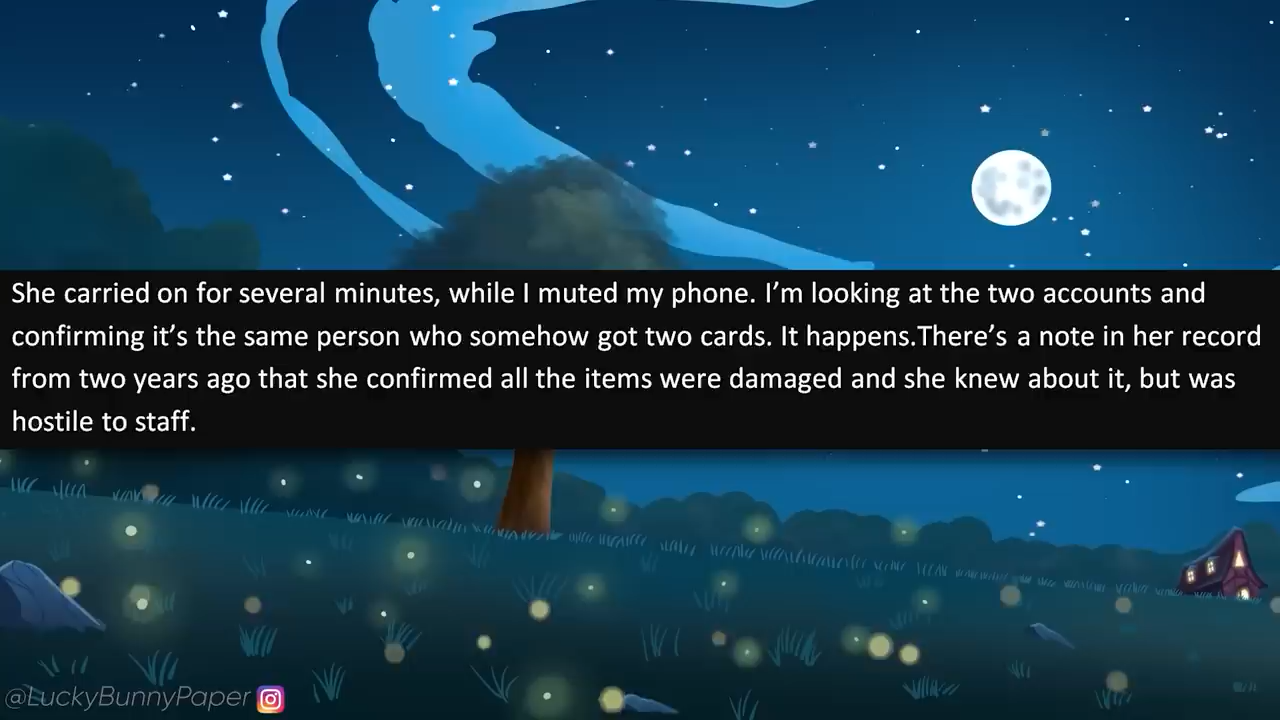 She carried on for several minutes, while I muted my phone. I’m looking at the two accounts and
confirming it’s the same person who somehow got two cards. It happens.There’s a note in her record
from two years ago that she confirmed all the items were damaged and she knew about it, but was
hostile to staff.
@LuckyBunnyPaper